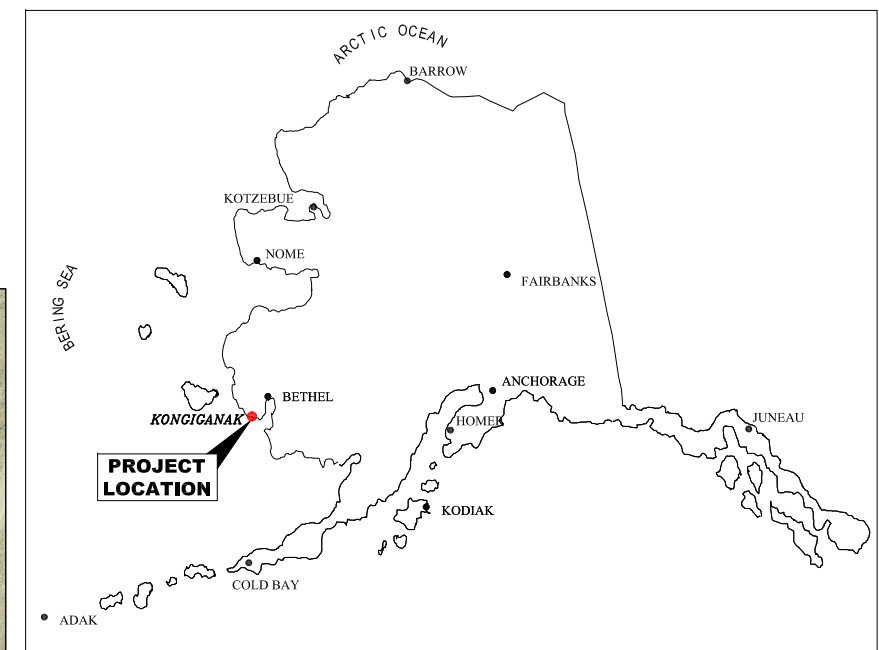 ARCTIC OCEAN
BARROW
KOTZEBUE
NOME
BERING SEA
FAIRBANKS
ANCHORAGE
BETHEL
KONGIGANAK
HOMER
JUNEAU
PROJECT
LOCATION
KODIAK
COLD BAY
ADAK